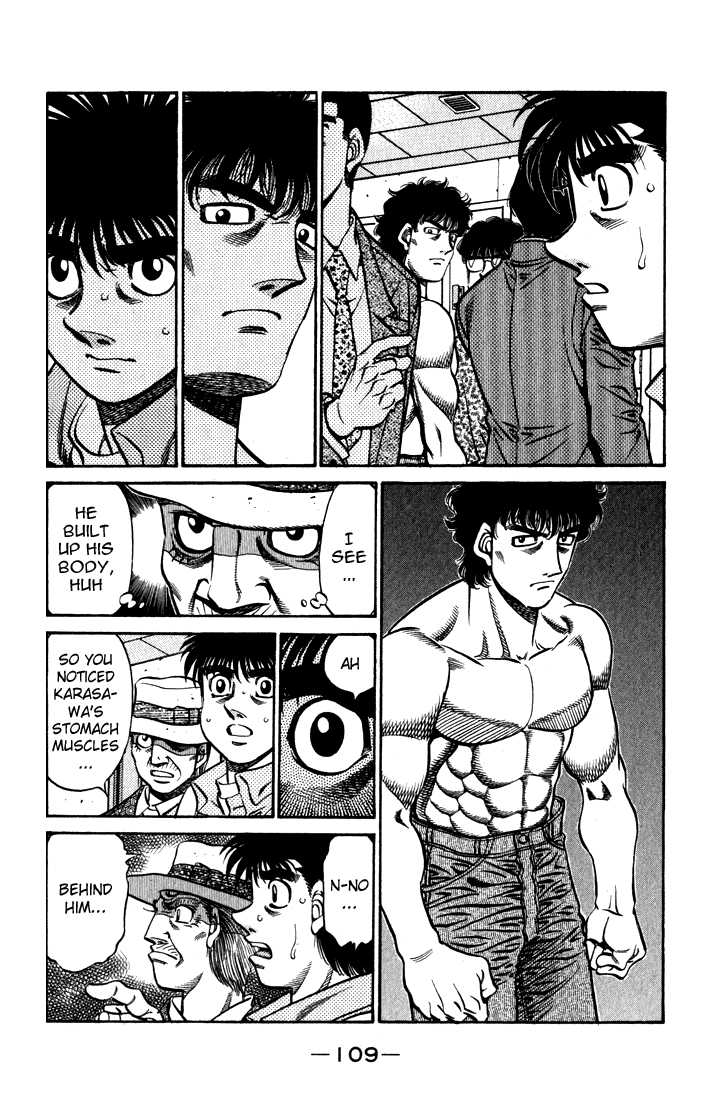 I
SEE
...
HE
BUILT
UP HIS
BODY,
HUH
AH
SO YOU
NOTICED
KARASA-
WA'S
STOMACH
MUSCLES
...
N-NO
...
BEHIND
HIM...
—109—